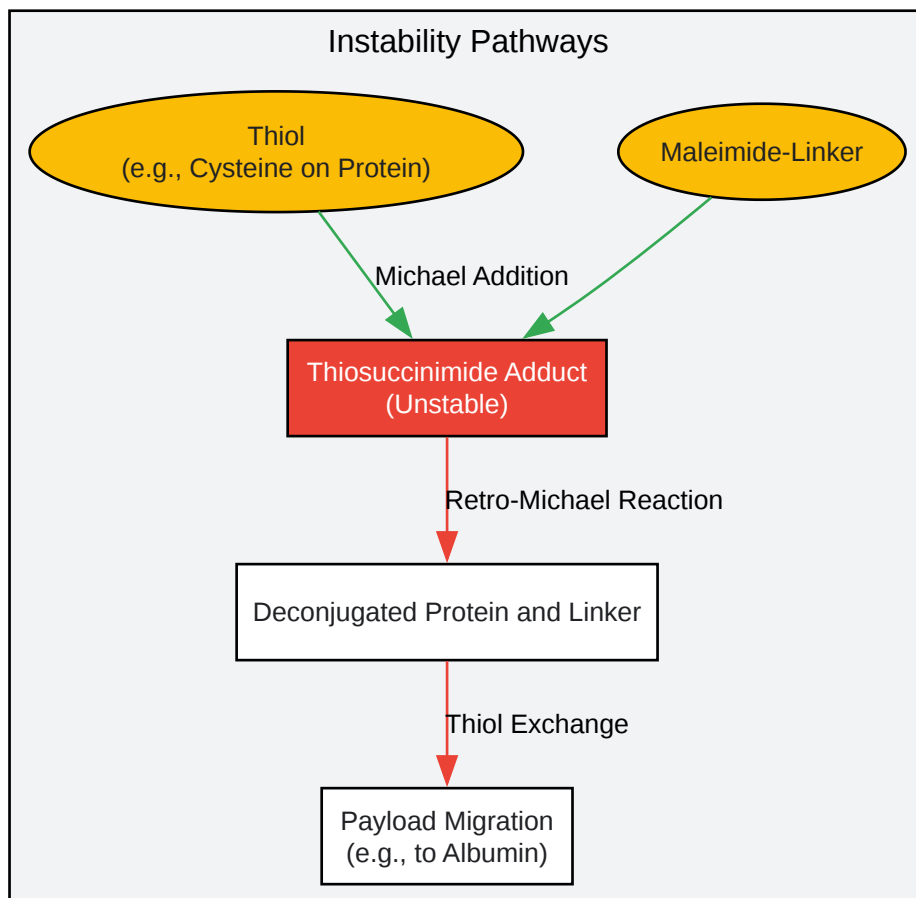 Instability Pathways
Thiol
(e.g., Cysteine on Protein)
Maleimide-Linker
Michael Addition
Thiosuccinimide Adduct
(Unstable)
Retro-Michael Reaction
Deconjugated Protein and Linker
Thiol Exchange
Payload Migration
(e.g., to Albumin)